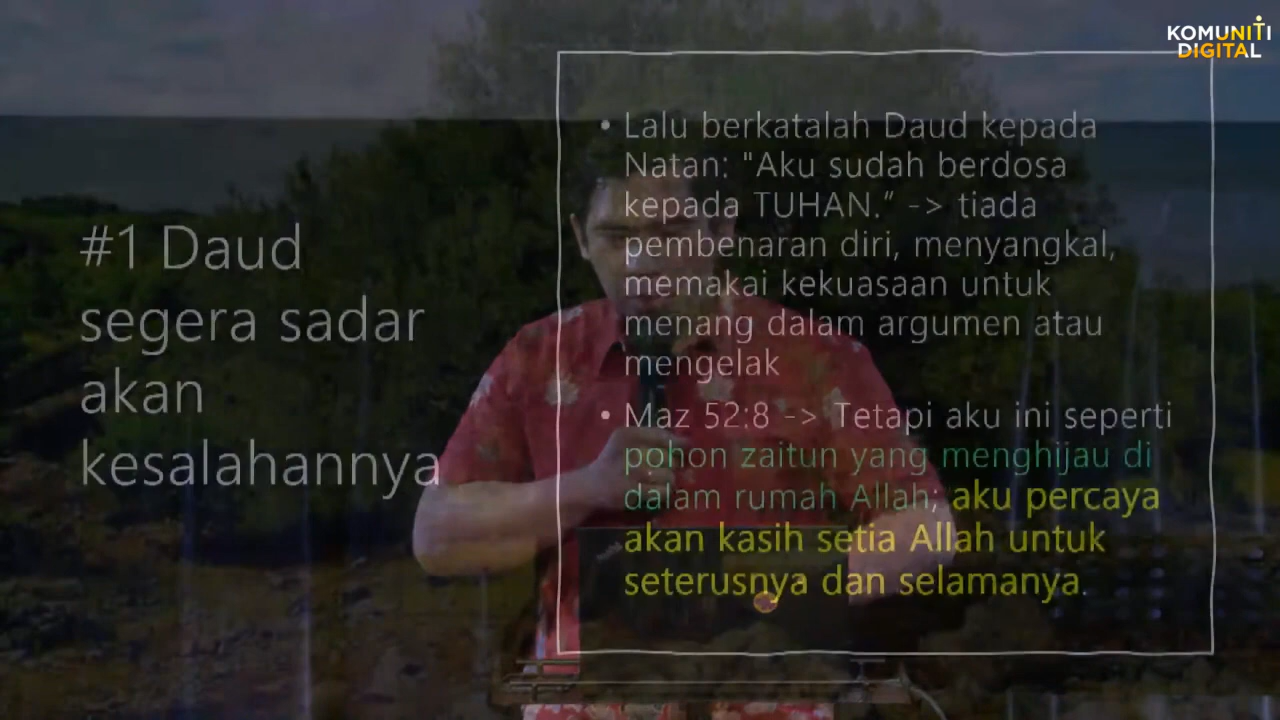 KOMUNITI
DIGITAL
#1 Daud
segera sadar
akan
kesalahannya
• Lalu berkatalah Daud kepada
Natan: "Aku sudah berdosa
kepada TUHAN.” -> tiada
pembenaran diri, menyangkal,
memakai kekuasaan untuk
menang dalam argumen atau
mengelak
• Maz 52:8 -> Tetapi aku ini seperti
pohon zaitun yang menghijau di
dalam rumah Allah; aku percaya
akan kasih setia Allah untuk
seterusnya dan selamanya.